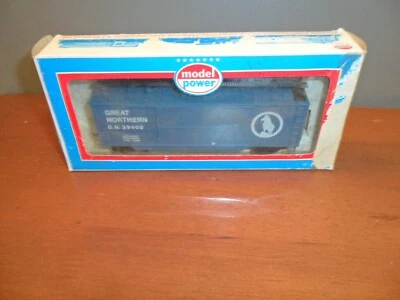 model
power
GREAT
NORTHERN
G.N. 39402